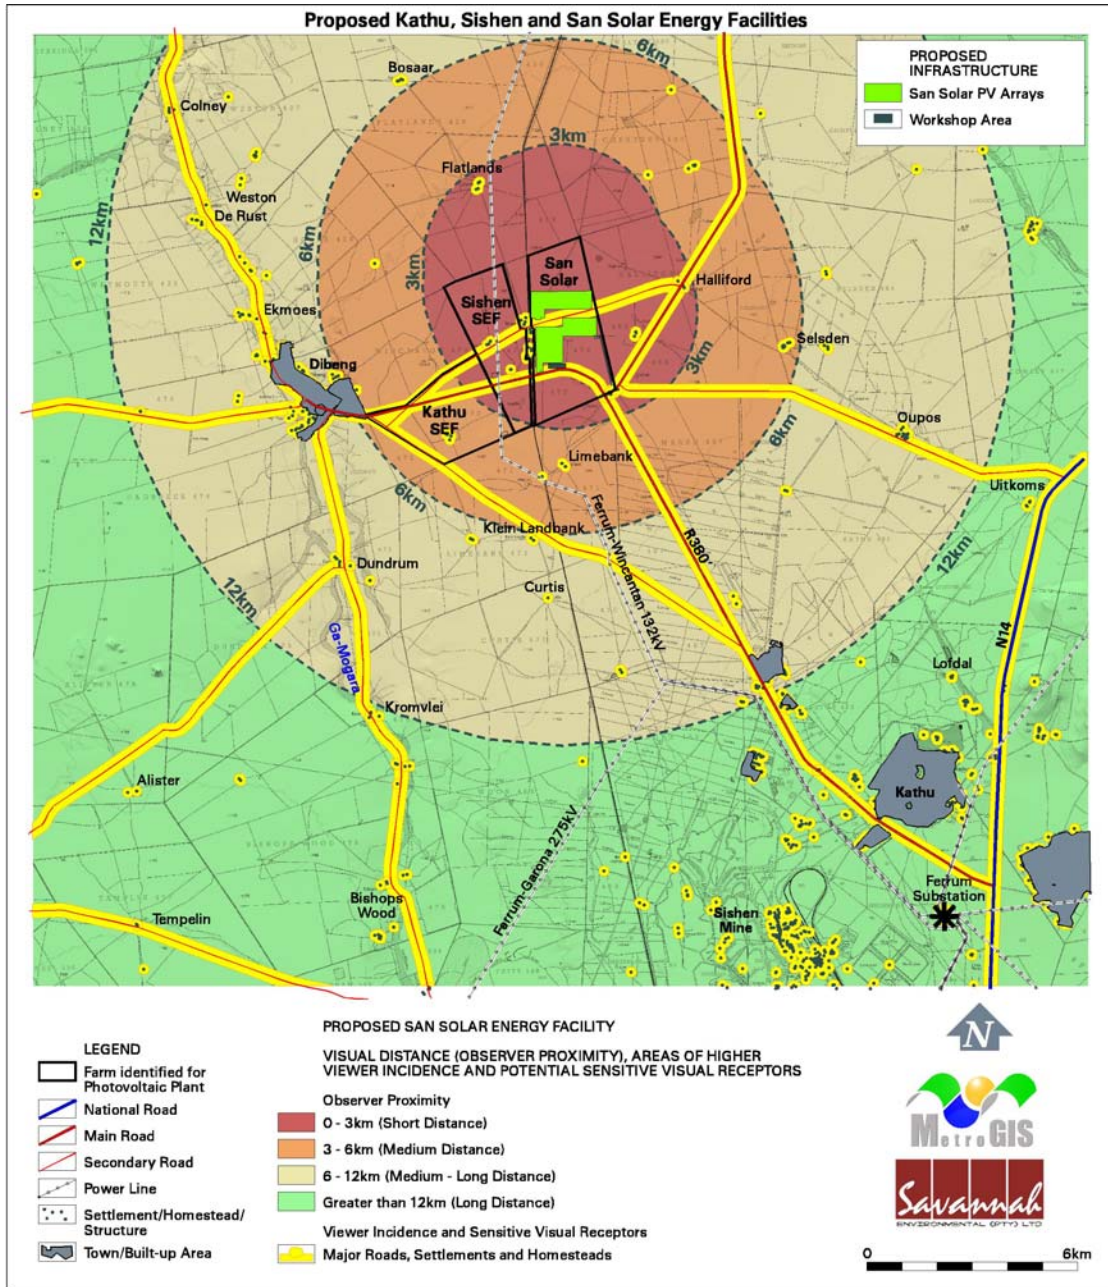 Proposed Kathu, Sishen and San Solar Energy Facilities
PROPOSED
INFRASTRUCTURE
San Solar PV Arrays
Workshop Area
6km
Bosaar
Colney
3km
Flatlands
Weston
De Rust
12km
6km
3km
San
Solar
Halliford
Sishen
SEF
Ekmoes
Selsden
Dibeng
3km
Kathu
SEF
Oupos
6km
Limebank
Uitkoms
6km
Ferrum-Wincantan 132kV
R380
Klein Landbank
12km
Dundrum
Curtis
12km
Ga-Mogara
N14
Lofdal
Kromvlei
Alister
Kathu
Ferrum-Garona 275kV
Bishops
Wood
Ferrum
Substation
Tempelin
Sishen
Mine
LEGEND
Farm identified for
Photovoltaic Plant
National Road
Main Road
Secondary Road
Power Line
Settlement/Homestead/
Structure
Town/Built-up Area
PROPOSED SAN SOLAR ENERGY FACILITY
VISUAL DISTANCE (OBSERVER PROXIMITY), AREAS OF HIGHER
VIEWER INCIDENCE AND POTENTIAL SENSITIVE VISUAL RECEPTORS
Observer Proximity
0 - 3km (Short Distance)
3 - 6km (Medium Distance)
6 - 12km (Medium - Long Distance)
Greater than 12km (Long Distance)
Viewer Incidence and Sensitive Visual Receptors
Major Roads, Settlements and Homesteads
N
MetroGIS
Savannah
ENVIRONMENTAL (PTY) LTD
0 6km